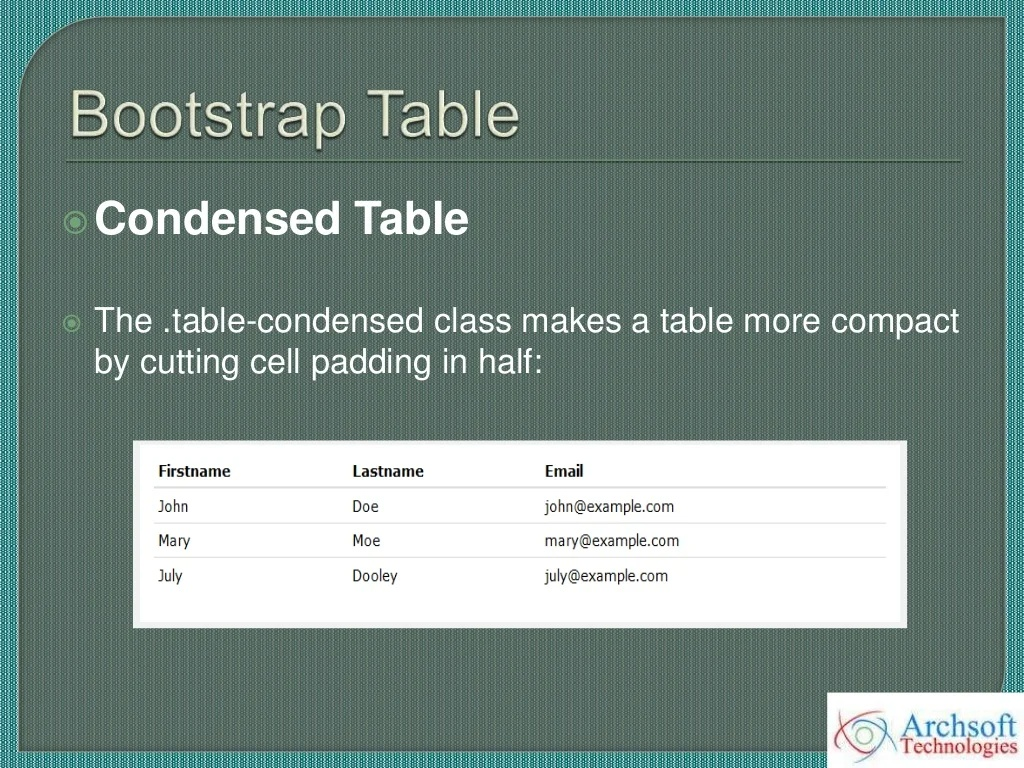 Bootstrap Table
Condensed Table
The .table-condensed class makes a table more compact
by cutting cell padding in half:
Firstname Lastname Email
John Doe john@example.com
Mary Moe mary@example.com
July Dooley july@example.com
Archsoft
Technologies